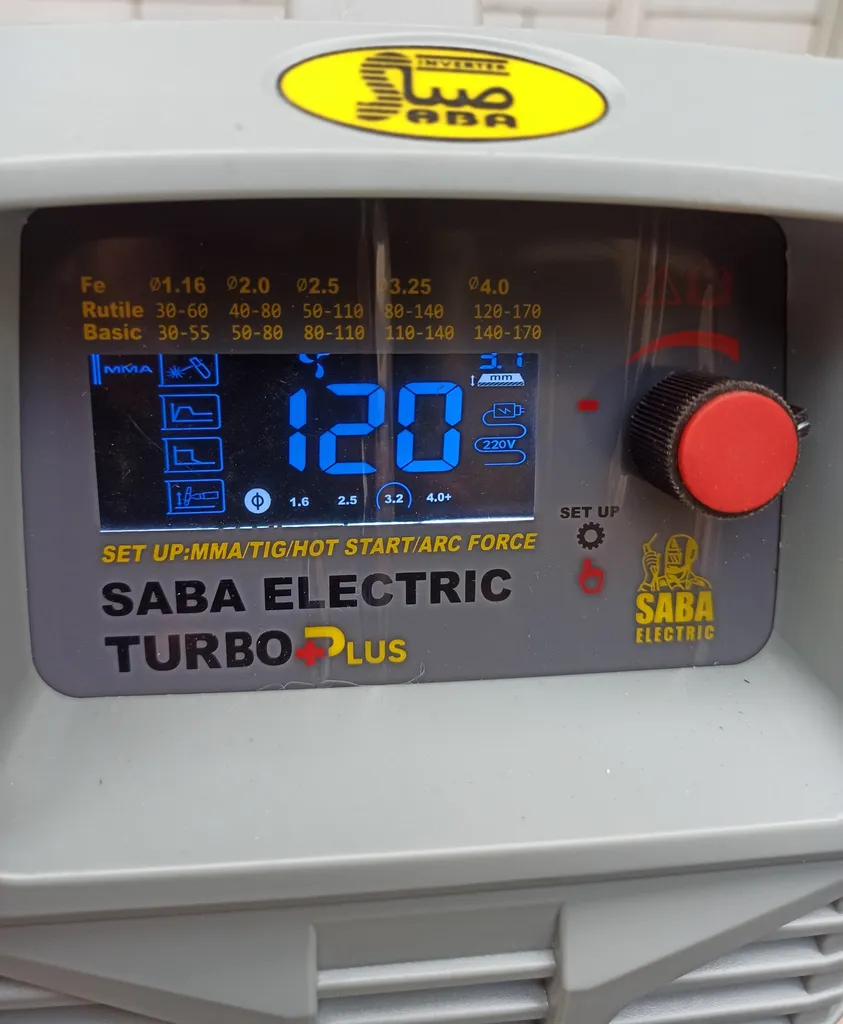 INVERTER
صبا
SABA
Fe Ø1.16 Ø2.0 Ø2.5 Ø3.25 Ø4.0
Rutile 30-60 40-80 50-110 80-140 120-170
Basic 30-55 50-80 80-110 110-140 140-170
MMA
mm
120
220V
1.6 2.5 3.2 4.0+
SET UP
SET UP:MMA/TIG/HOT START/ARC FORCE
SABA ELECTRIC
TURBO PLUS
SABA
ELECTRIC